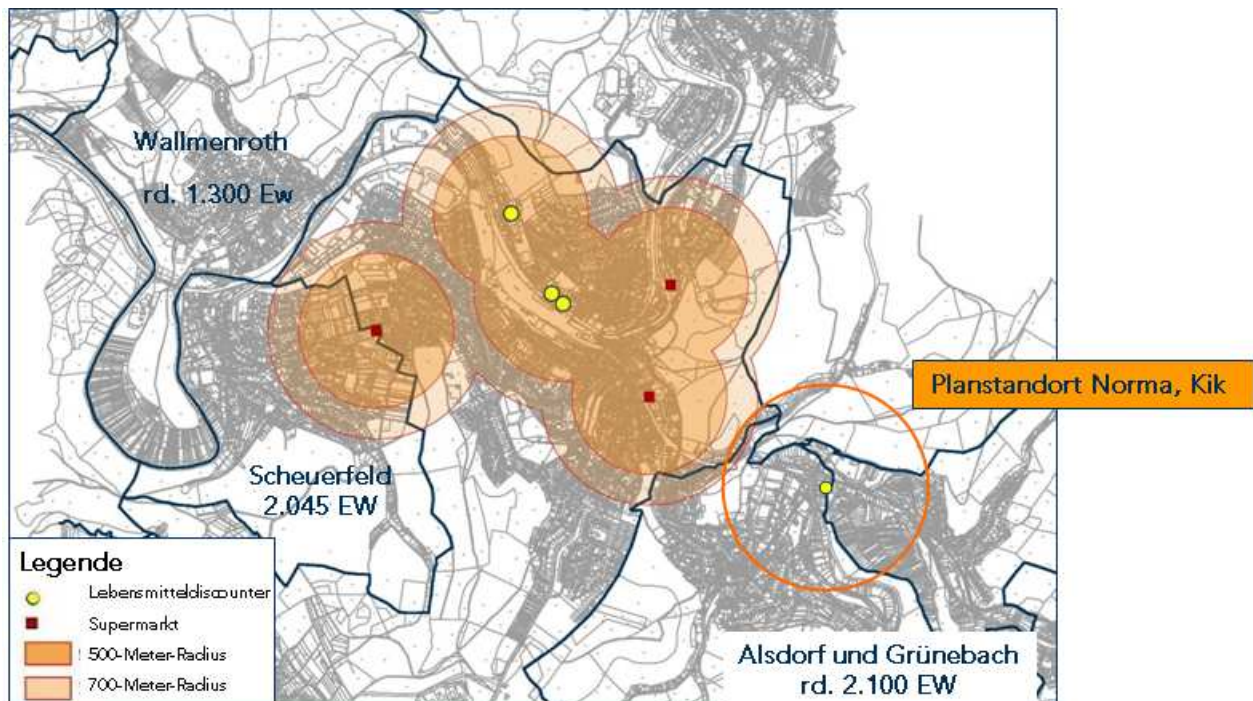 Wallmenroth
rd. 1.300 Ew
Planstandort Norma, Kik
Scheuerfeld
2.045 EW
Legende
Lebensmitteldiscounter
Supermarkt
500-Meter-Radius
700-Meter-Radius
Alsdorf und Grünebach
rd. 2.100 EW